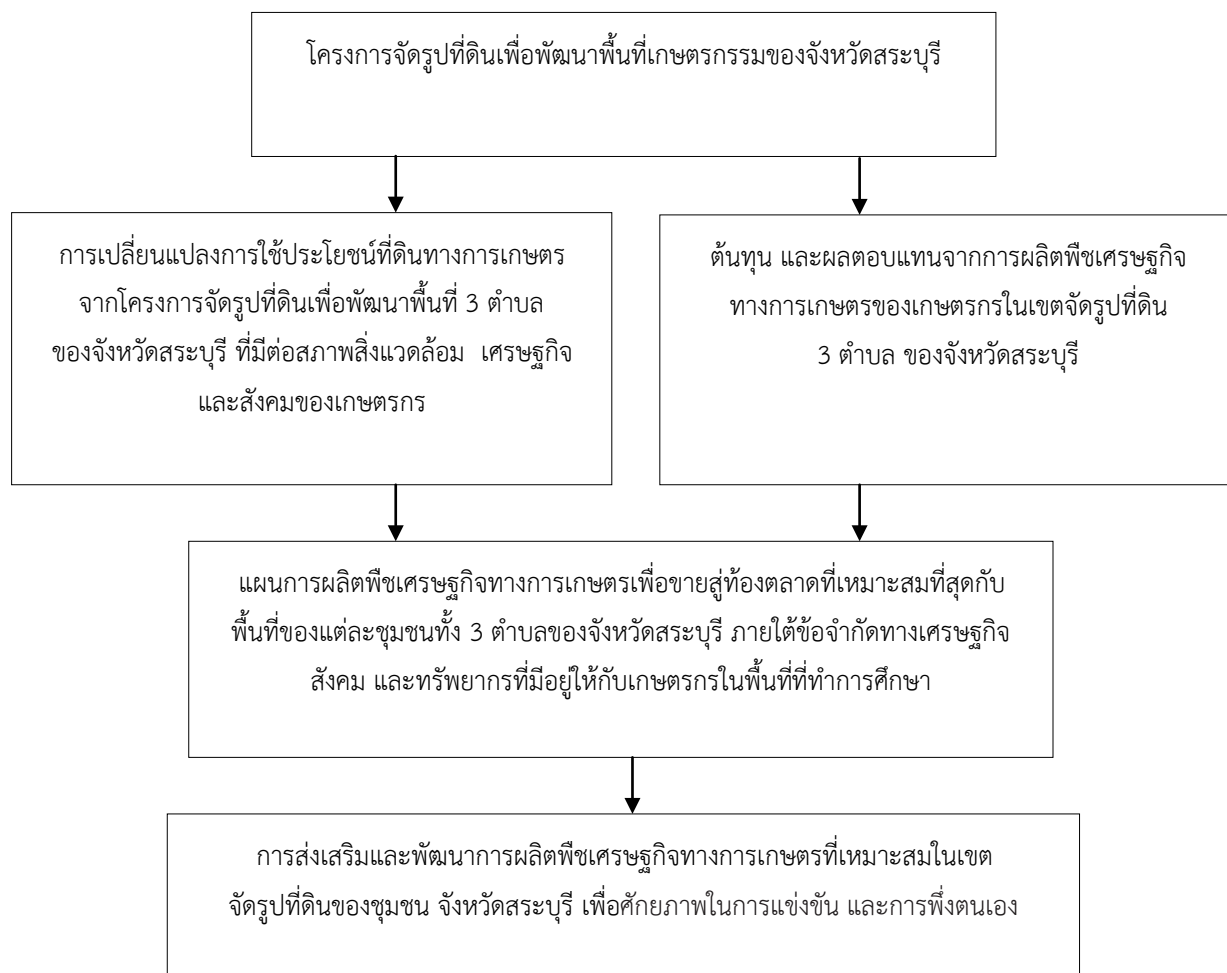 โครงการจัดรูปที่ดินเพื่อพัฒนาพื้นที่เกษตรกรรมของจังหวัดสระบุรี
การเปลี่ยนแปลงการใช้ประโยชน์ที่ดินทางการเกษตร
จากโครงการจัดรูปที่ดินเพื่อพัฒนาพื้นที่ 3 ตำบล
ของจังหวัดสระบุรี ที่มีต่อสภาพสิ่งแวดล้อม เศรษฐกิจ
และสังคมของเกษตรกร
ต้นทุน และผลตอบแทนจากการผลิตพืชเศรษฐกิจ
ทางการเกษตรของเกษตรกรในเขตจัดรูปที่ดิน
3 ตำบล ของจังหวัดสระบุรี
แผนการผลิตพืชเศรษฐกิจทางการเกษตรเพื่อขายสู่ท้องตลาดที่เหมาะสมที่สุดกับ
พื้นที่ของแต่ละชุมชนทั้ง 3 ตำบลของจังหวัดสระบุรี ภายใต้ข้อจำกัดทางเศรษฐกิจ
สังคม และทรัพยากรที่มีอยู่ให้กับเกษตรกรในพื้นที่ที่ทำการศึกษา
การส่งเสริมและพัฒนาการผลิตพืชเศรษฐกิจทางการเกษตรที่เหมาะสมในเขต
จัดรูปที่ดินของชุมชน จังหวัดสระบุรี เพื่อศักยภาพในการแข่งขัน และการพึ่งตนเอง